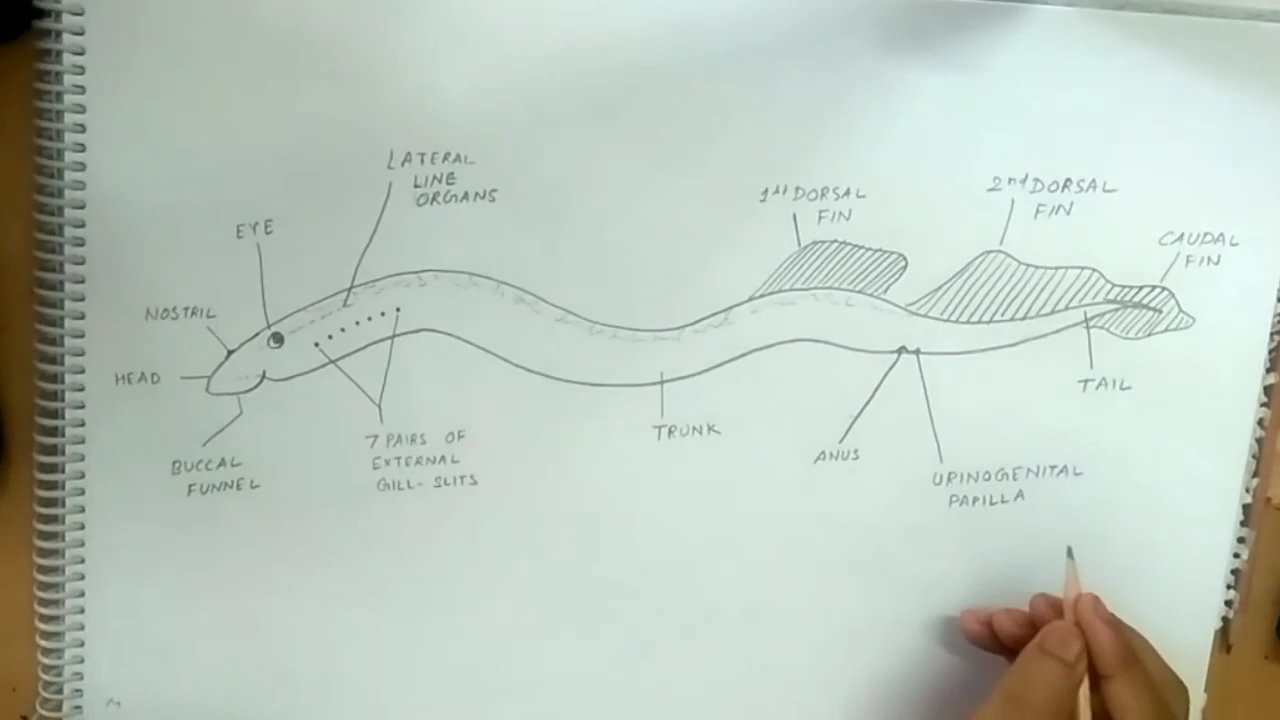 LATERAL
LINE
ORGANS
EYE
NOSTRIL
HEAD
BUCCAL
FUNNEL
7 PAIRS OF
EXTERNAL
GILL- SLITS
TRUNK
1st DORSAL
FIN
2nd DORSAL
FIN
CAUDAL
FIN
TAIL
ANUS
URINOGENITAL
PAPILLA